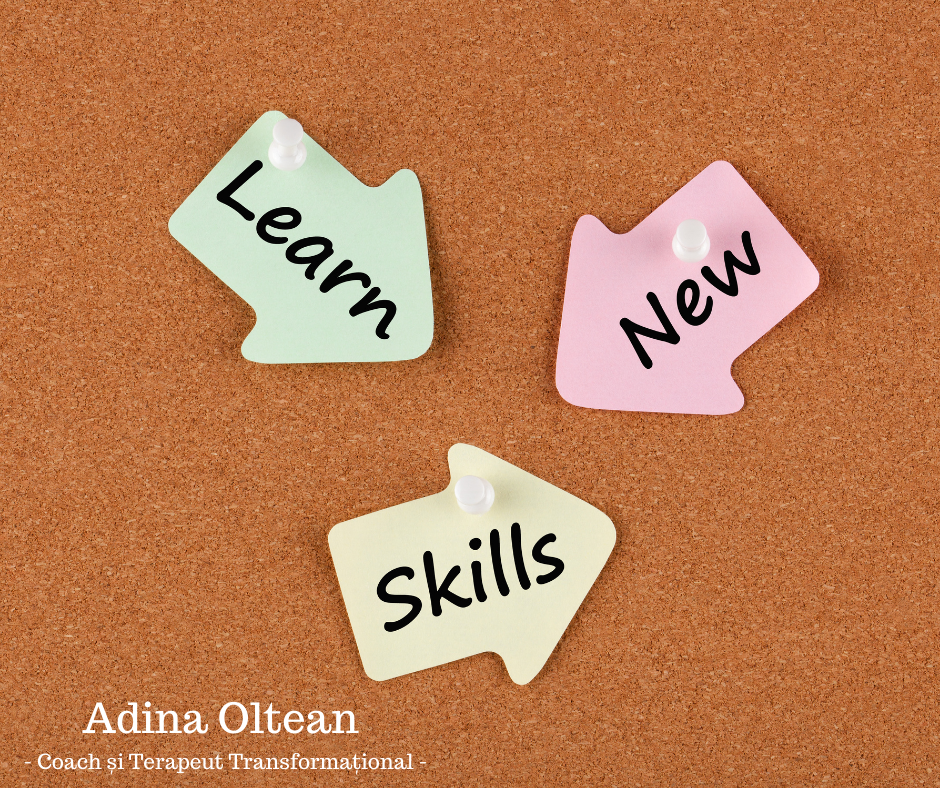 Learn
New
Skills
Adina Oltean
- Coach și Terapeut Transformațional -